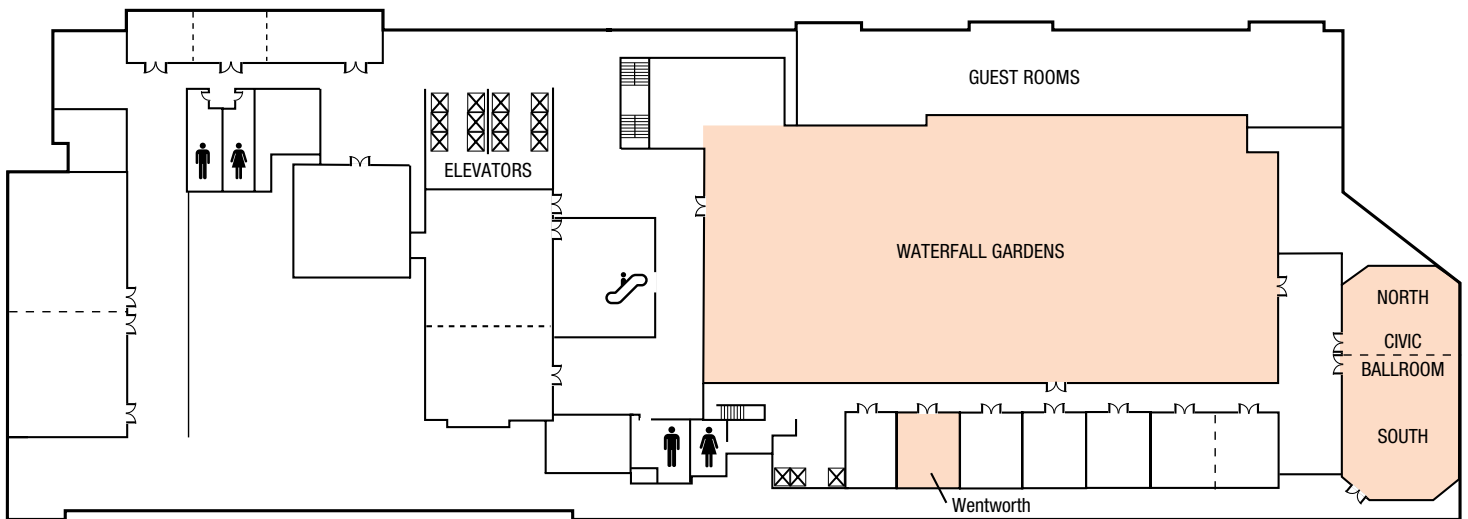 GUEST ROOMS
ELEVATORS
WATERFALL GARDENS
NORTH
CIVIC
BALLROOM
SOUTH
Wentworth